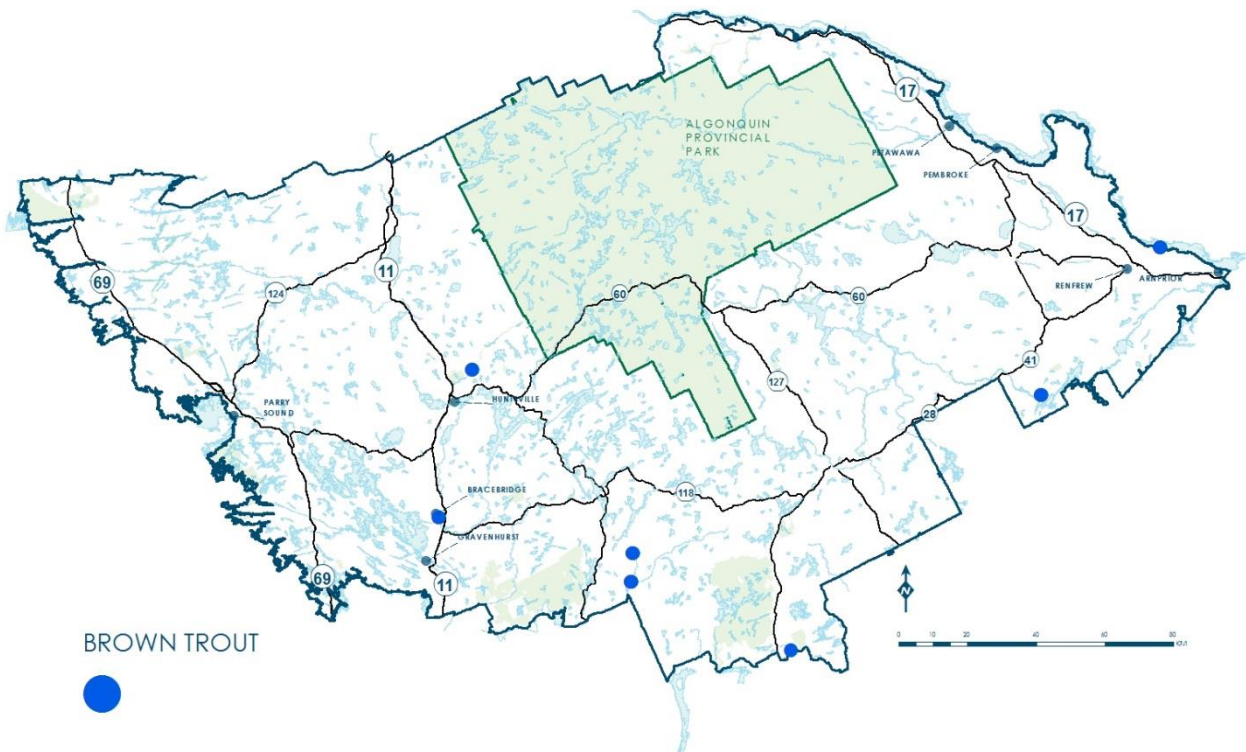 ALGONQUIN
PROVINCIAL
PARK
17
PETAWAWA
PEMBROKE
17
69
11
124
60
60
RENFREW
ARNPRIOR
41
127
PARRY
SOUND
HUNTSVILLE
28
BRACEBRIDGE
118
GRAVENHURST
69
11
N
BROWN TROUT
0 10 20 40 60 80
KM